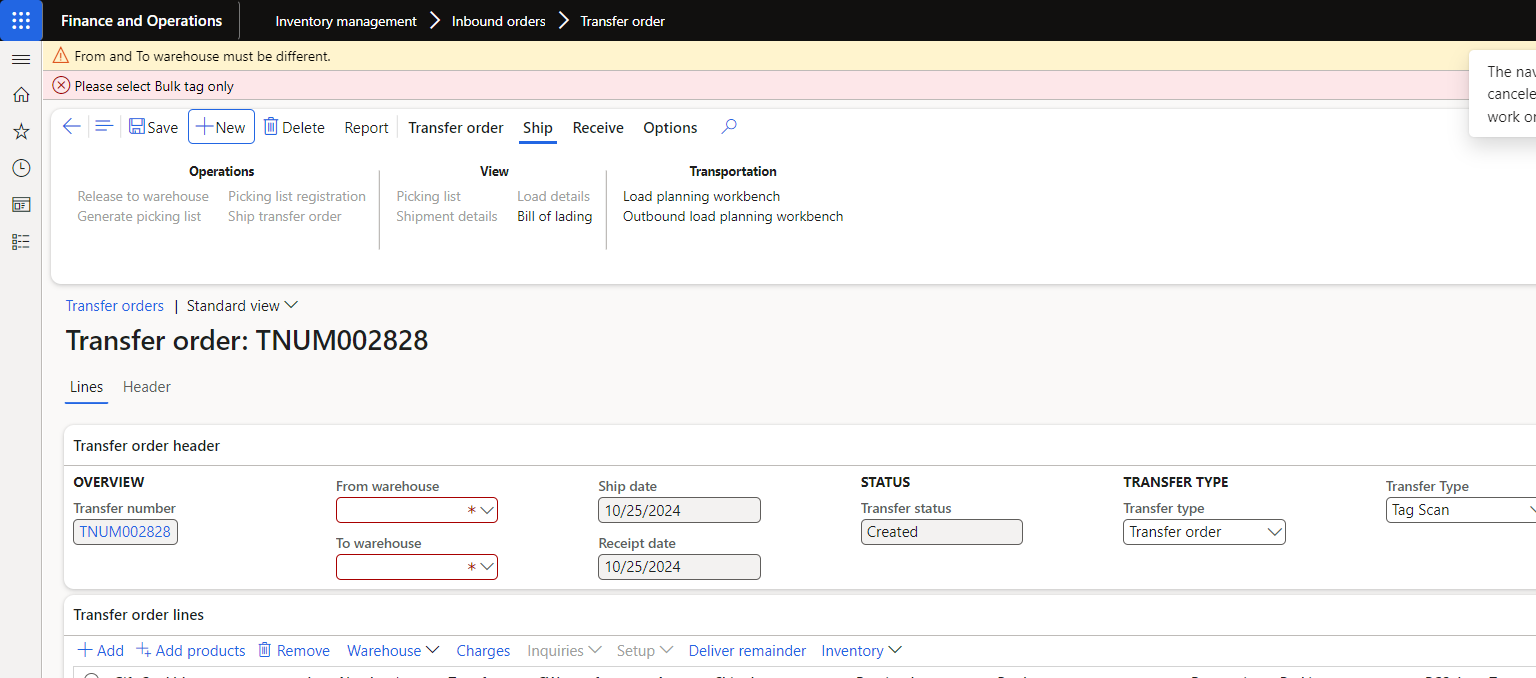 Finance and Operations
Inventory management Inbound orders Transfer order
From and To warehouse must be different.
Please select Bulk tag only
The nav
cancele
work or
Save New Delete Report Transfer order Ship Receive Options
Operations View Transportation
Release to warehouse Picking list registration Picking list Load details Load planning workbench
Generate picking list Ship transfer order Shipment details Bill of lading Outbound load planning workbench
Transfer orders | Standard view
Transfer order: TNUM002828
Lines Header
Transfer order header
OVERVIEW
Transfer number
TNUM002828
From warehouse
*
To warehouse
*
Ship date
10/25/2024
Receipt date
10/25/2024
STATUS
Transfer status
Created
TRANSFER TYPE
Transfer type
Transfer order
Transfer Type
Tag Scan
Transfer order lines
Add Add products Remove Warehouse Charges Inquiries Setup Deliver remainder Inventory